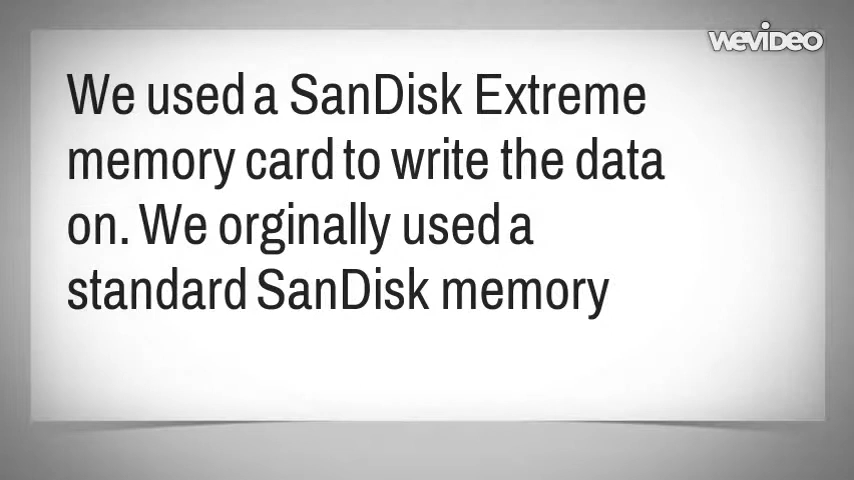 WEVIDEO
We used a SanDisk Extreme
memory card to write the data
on. We orginally used a
standard SanDisk memory